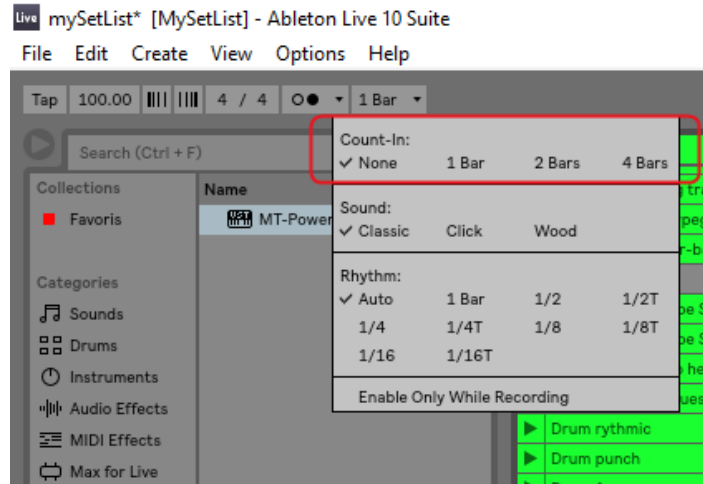 Live mySetList* [MySetList] - Ableton Live 10 Suite
File Edit Create View Options Help
Tap 100.00 4 / 4 1 Bar
Search (Ctrl + F)
Count-In:
None 1 Bar 2 Bars 4 Bars
Collections
Name
Favoris
VST MT-Power
Sound:
Classic Click Wood
Categories
Sounds
Drums
Instruments
Audio Effects
MIDI Effects
Max for Live
Rhythm:
Auto 1 Bar 1/2 1/2T
1/4 1/4T 1/8 1/8T
1/16 1/16T
Enable Only While Recording
Drum rythmic
Drum punch